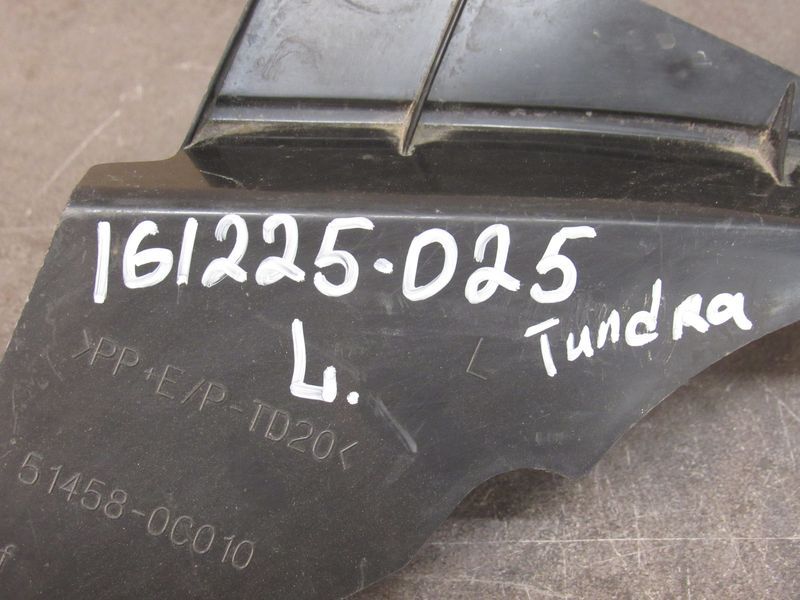 161225-025
L. Tundra
>PP+E/P-TD20< L
51458-0C010
f